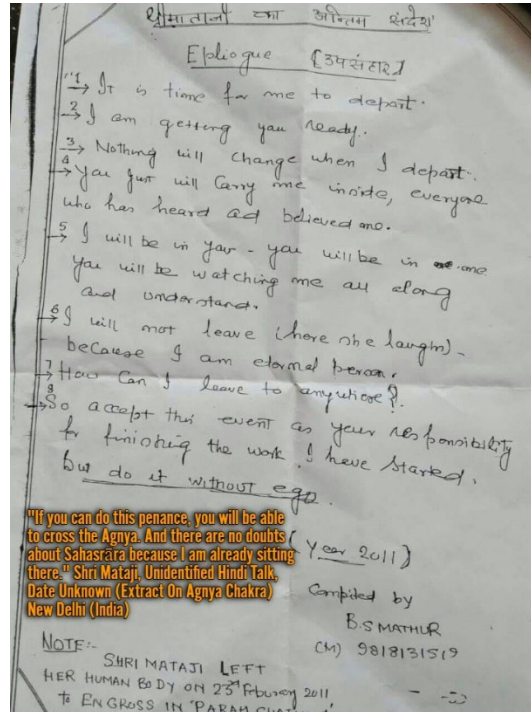 श्रीमाताजी का अन्तिम संदेश
Epliogue {उपसंहार}
"1 → It is time for me to depart.
2 → I am getting you ready.
3 → Nothing will change when I depart.
4 → You just will carry me inside, everyone
who has heard ad believed me.
5 → I will be in your - you will be in me
you will be watching me all along
and understand.
6 → I will not leave (here she laughs) -
because I am eternal person.
7 → How can I leave to anywhere?
8 → So accept this event as your responsibility
for finishing the work I have started.
but do it without ego.
(Year 2011)
"If you can do this penance, you will be able
to cross the Agnya. And there are no doubts
about Sahasrāra because I am already sitting
there." Shri Mataji, Unidentified Hindi Talk,
Date Unknown (Extract On Agnya Chakra)
New Delhi (India)
Compiled by
B.S MATHUR
(M) 9818131519
NOTE:-
SHRI MATAJI LEFT
HER HUMAN BODY ON 23rd February 2011
to ENGROSS IN 'PARAM